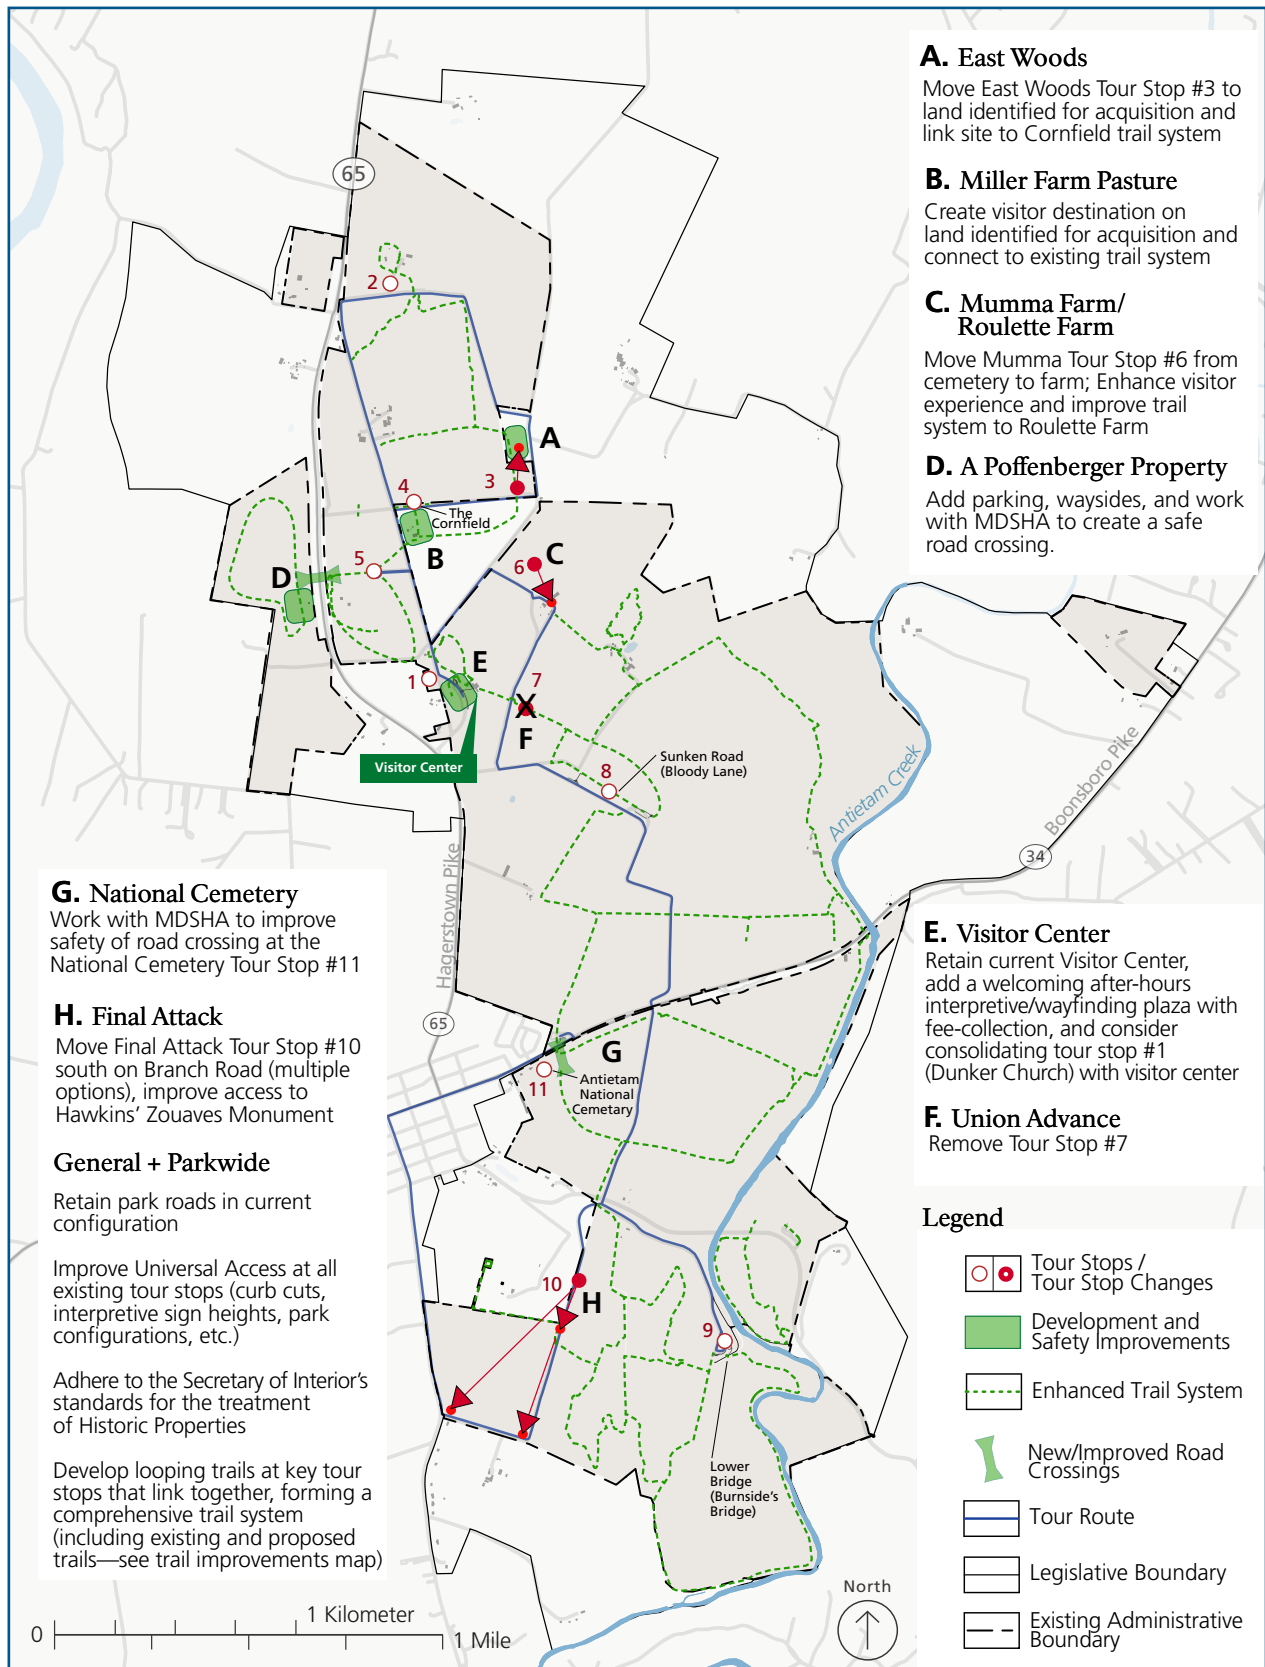 A. East Woods
Move East Woods Tour Stop #3 to
land identified for acquisition and
link site to Cornfield trail system
B. Miller Farm Pasture
Create visitor destination on
land identified for acquisition and
connect to existing trail system
C. Mumma Farm/
Roulette Farm
Move Mumma Tour Stop #6 from
cemetery to farm; Enhance visitor
experience and improve trail
system to Roulette Farm
D. A Poffenberger Property
Add parking, waysides, and work
with MDSHA to create a safe
road crossing.
65
2
A
3
4
The
Cornfield
B
5
D
C
6
E
1
7
X
F
Visitor Center
8
Sunken Road
(Bloody Lane)
Antietam Creek
Boonsboro Pike
34
Hagerstown Pike
65
G
11
Antietam
National
Cemetary
10
H
9
Lower
Bridge
(Burnside's
Bridge)
G. National Cemetery
Work with MDSHA to improve
safety of road crossing at the
National Cemetery Tour Stop #11
H. Final Attack
Move Final Attack Tour Stop #10
south on Branch Road (multiple
options), improve access to
Hawkins' Zouaves Monument
General + Parkwide
Retain park roads in current
configuration
Improve Universal Access at all
existing tour stops (curb cuts,
interpretive sign heights, park
configurations, etc.)
Adhere to the Secretary of Interior's
standards for the treatment
of Historic Properties
Develop looping trails at key tour
stops that link together, forming a
comprehensive trail system
(including existing and proposed
trails—see trail improvements map)
E. Visitor Center
Retain current Visitor Center,
add a welcoming after-hours
interpretive/wayfinding plaza with
fee-collection, and consider
consolidating tour stop #1
(Dunker Church) with visitor center
F. Union Advance
Remove Tour Stop #7
Legend
Tour Stops /
Tour Stop Changes
Development and
Safety Improvements
Enhanced Trail System
New/Improved Road
Crossings
Tour Route
Legislative Boundary
Existing Administrative
Boundary
North
0
1 Kilometer
1 Mile